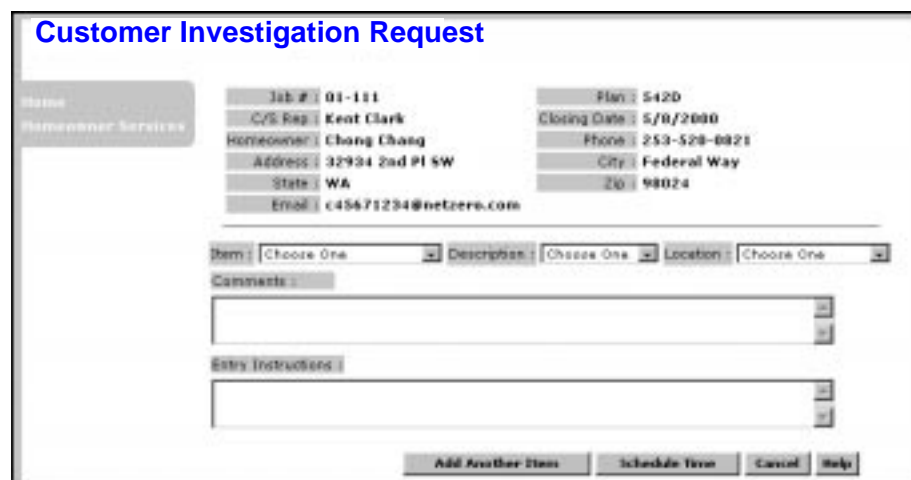 Customer Investigation Request
Home
Homeowner Services
Job # : 01-111 Plan : 542D
C/S Rep : Kent Clark Closing Date : 5/8/2000
Homeowner : Chong Chang Phone : 253-528-0821
Address : 32934 2nd Pl SW City : Federal Way
State : WA Zip : 98024
Email : c45671234@netzero.com
Item : Choose One Description : Choose One Location : Choose One
Comments :
Entry Instructions :
Add Another Item Schedule Time Cancel Help